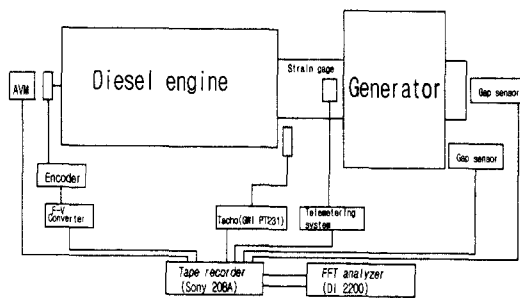 Diesel engine
Strain gage
Generator
AVM
Gap sensor
Gap sensor
Encoder
F-V
Converter
Tacho(GMI PT231)
Telemetering
system
Tape recorder
(Sony 208A)
FFT analyzer
(Di 2200)